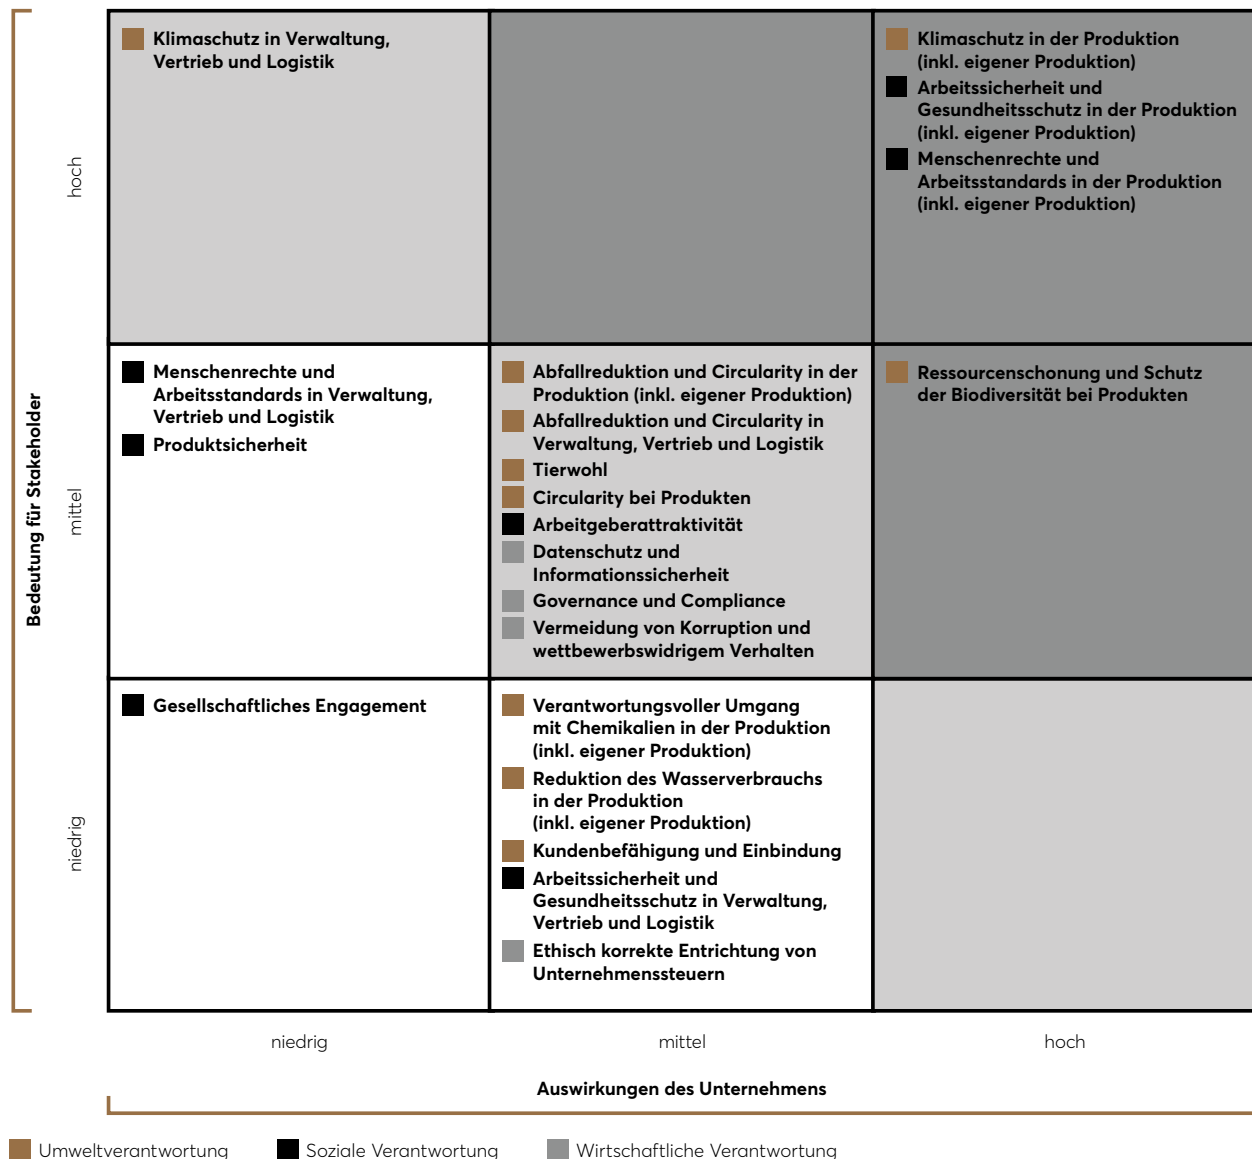 Klimaschutz in Verwaltung,
Vertrieb und Logistik
Klimaschutz in der Produktion
(inkl. eigener Produktion)
Arbeitssicherheit und
Gesundheitsschutz in der Produktion
(inkl. eigener Produktion)
Menschenrechte und
Arbeitsstandards in der Produktion
(inkl. eigener Produktion)
hoch
Menschenrechte und
Arbeitsstandards in Verwaltung,
Vertrieb und Logistik
Produktsicherheit
Abfallreduktion und Circularity in der
Produktion (inkl. eigener Produktion)
Abfallreduktion und Circularity in
Verwaltung, Vertrieb und Logistik
Tierwohl
Circularity bei Produkten
Arbeitgeberattraktivität
Datenschutz und
Informationssicherheit
Governance und Compliance
Vermeidung von Korruption und
wettbewerbswidrigem Verhalten
Ressourcenschonung und Schutz
der Biodiversität bei Produkten
Bedeutung für Stakeholder
mittel
Gesellschaftliches Engagement
Verantwortungsvoller Umgang
mit Chemikalien in der Produktion
(inkl. eigener Produktion)
Reduktion des Wasserverbrauchs
in der Produktion
(inkl. eigener Produktion)
Kundenbefähigung und Einbindung
Arbeitssicherheit und
Gesundheitsschutz in Verwaltung,
Vertrieb und Logistik
Ethisch korrekte Entrichtung von
Unternehmenssteuern
niedrig
niedrig
mittel
hoch
Auswirkungen des Unternehmens
Umweltverantwortung
Soziale Verantwortung
Wirtschaftliche Verantwortung